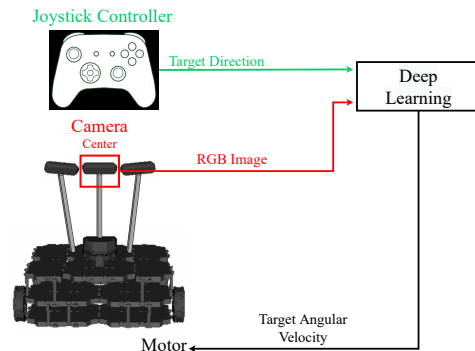 Joystick Controller
Target Direction
Deep
Learning
Camera
Center
RGB Image
Target Angular
Velocity
Motor